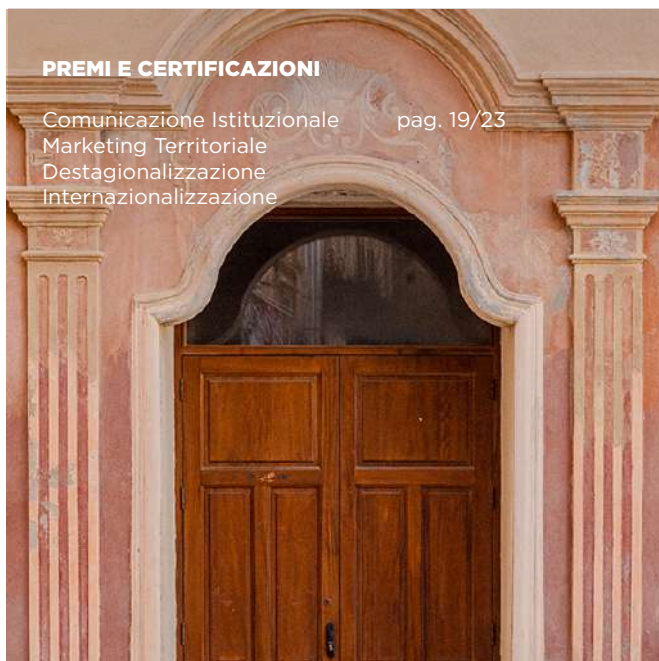 PREMI E CERTIFICAZIONI
Comunicazione Istituzionale pag. 19/23
Marketing Territoriale
Destagionalizzazione
Internazionalizzazione